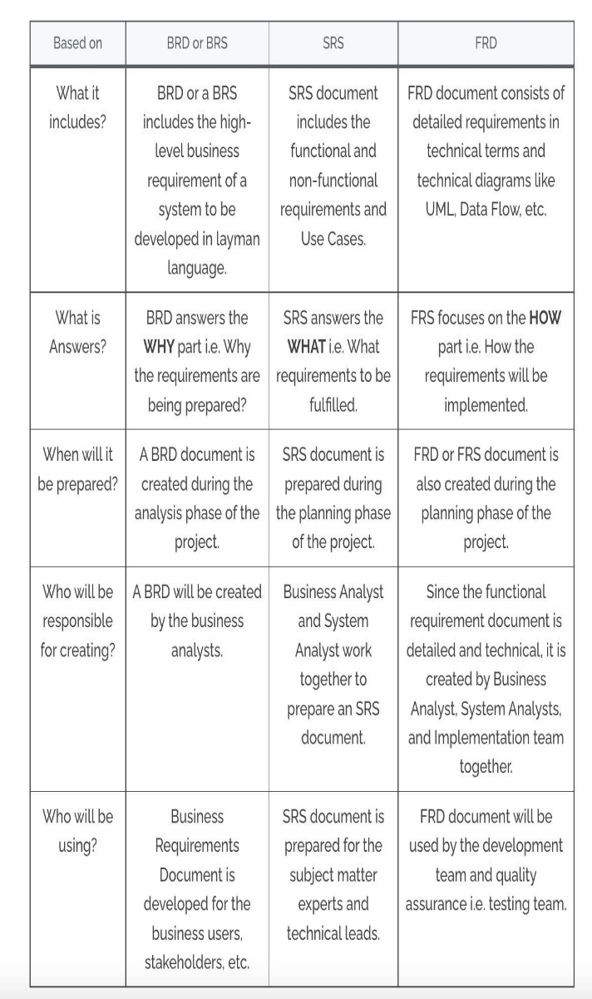 Based on
BRD or BRS
SRS
FRD
What it
includes?
BRD or a BRS
includes the high-
level business
requirement of a
system to be
developed in layman
language.
SRS document
includes the
functional and
non-functional
requirements and
Use Cases.
FRD document consists of
detailed requirements in
technical terms and
technical diagrams like
UML, Data Flow, etc.
What is
Answers?
BRD answers the
WHY part i.e. Why
the requirements are
being prepared?
SRS answers the
WHAT i.e. What
requirements to be
fulfilled.
FRS focuses on the HOW
part i.e. How the
requirements will be
implemented.
When will it
be prepared?
A BRD document is
created during the
analysis phase of the
project.
SRS document is
prepared during
the planning phase
of the project.
FRD or FRS document is
also created during the
planning phase of the
project.
Who will be
responsible
for creating?
A BRD will be created
by the business
analysts.
Business Analyst
and System
Analyst work
together to
prepare an SRS
document.
Since the functional
requirement document is
detailed and technical, it is
created by Business
Analyst, System Analysts,
and Implementation team
together.
Who will be
using?
Business
Requirements
Document is
developed for the
business users,
stakeholders, etc.
SRS document is
prepared for the
subject matter
experts and
technical leads.
FRD document will be
used by the development
team and quality
assurance i.e. testing team.